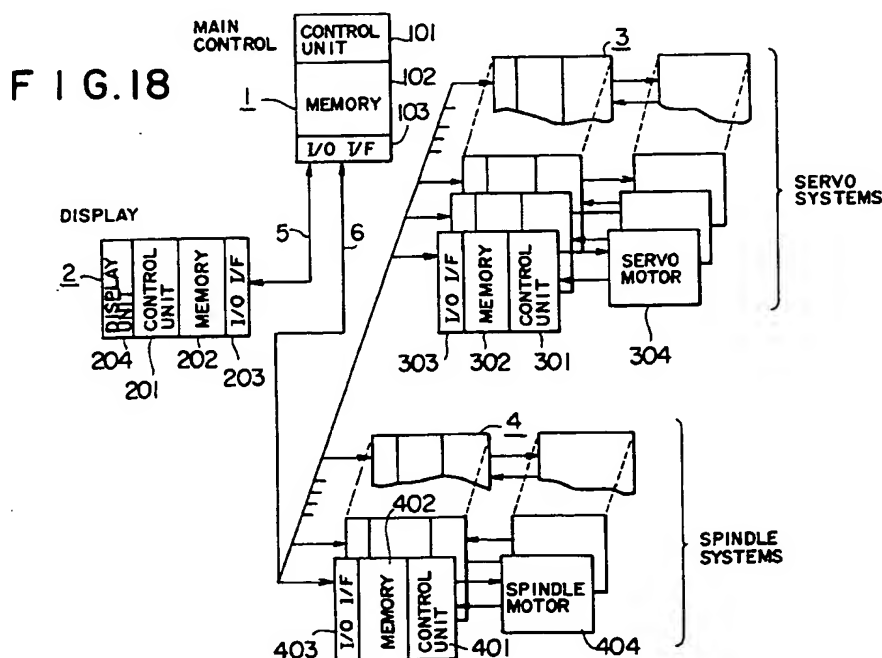 FIG.18
MAIN CONTROL
1
CONTROL UNIT
101
MEMORY
102
I/O I/F
103
DISPLAY
2
DISPLAY UNIT
CONTROL UNIT
MEMORY
I/O I/F
204
201
202
203
5
6
3
I/O I/F
MEMORY
CONTROL UNIT
SERVO MOTOR
303
302
301
304
SERVO SYSTEMS
4
402
I/O I/F
MEMORY
CONTROL UNIT
SPINDLE MOTOR
403
401
404
SPINDLE SYSTEMS